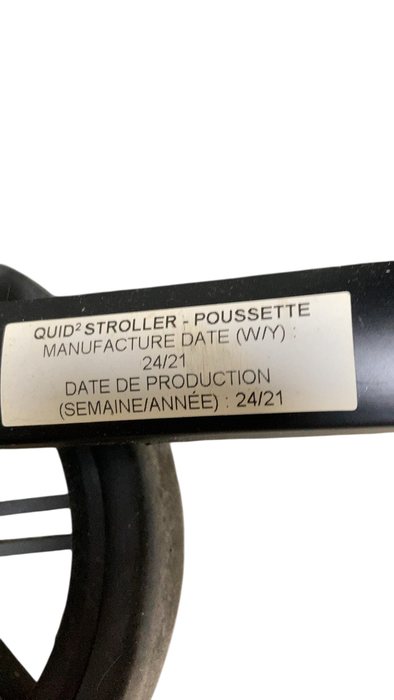 QUID² STROLLER - POUSSETTE
MANUFACTURE DATE (W/Y) :
24/21
DATE DE PRODUCTION
(SEMAINE/ANNÉE) : 24/21